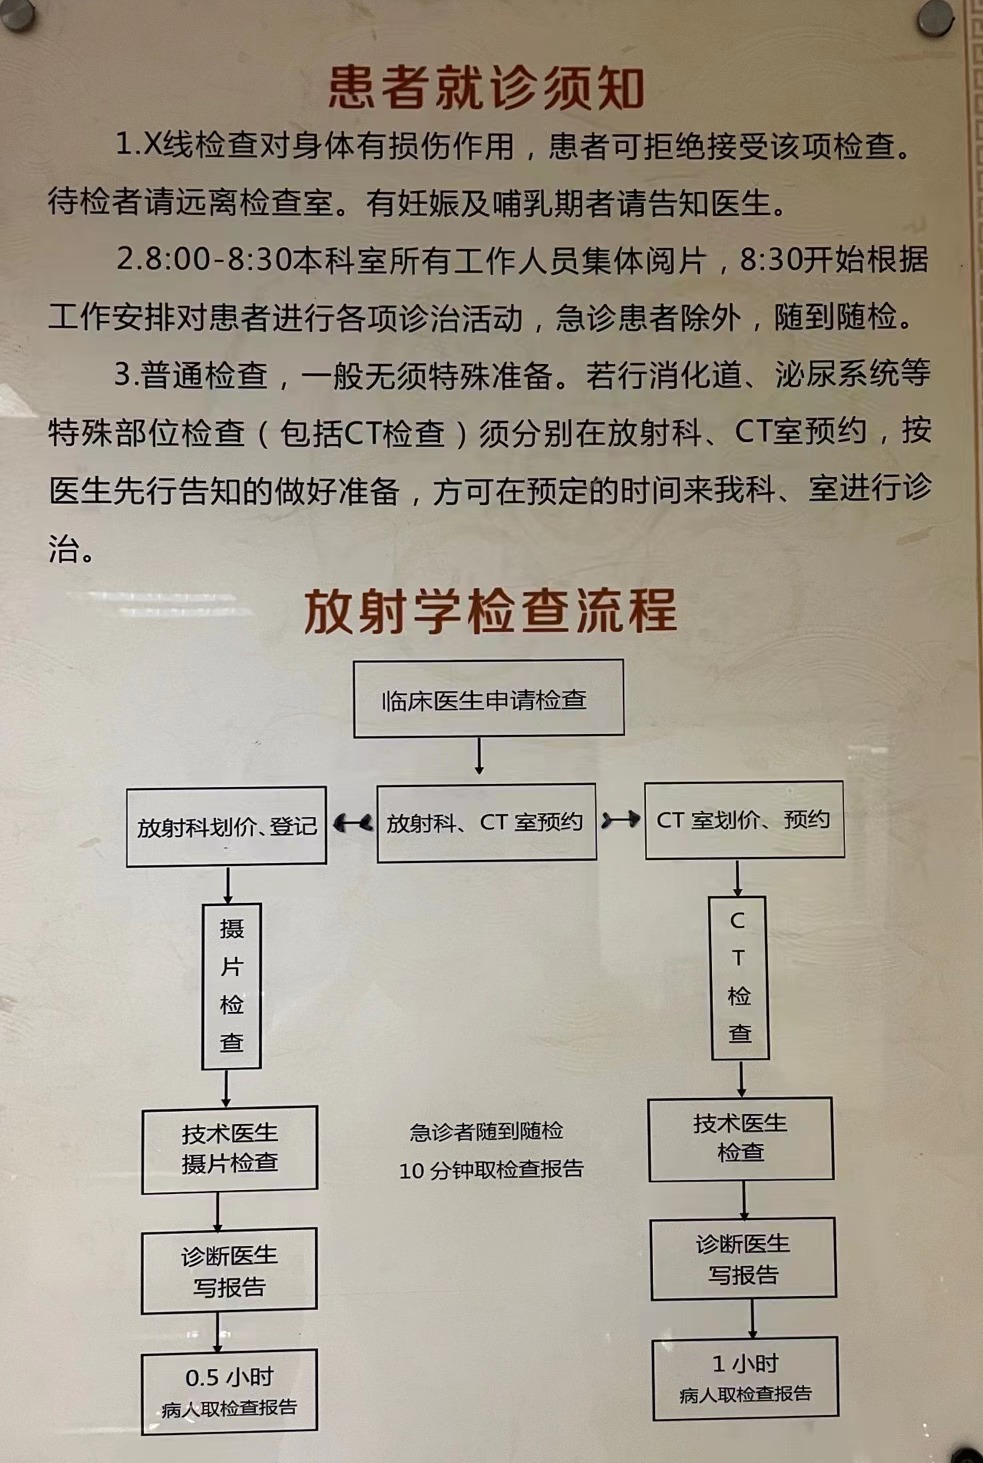 患者就诊须知
1.X线检查对身体有损伤作用，患者可拒绝接受该项检查。
待检者请远离检查室。有妊娠及哺乳期者请告知医生。
2.8:00-8:30本科室所有工作人员集体阅片，8:30开始根据
工作安排对患者进行各项诊治活动，急诊患者除外，随到随检。
3.普通检查，一般无须特殊准备。若行消化道、泌尿系统等
特殊部位检查（包括CT检查）须分别在放射科、CT室预约，按
医生先行告知的做好准备，方可在预定的时间来我科、室进行诊
治。
放射学检查流程
临床医生申请检查
放射科划价、登记
放射科、CT 室预约
CT 室划价、预约
摄
片
检
查
C
T
检
查
技术医生
摄片检查
急诊者随到随检
10 分钟取检查报告
技术医生
检查
诊断医生
写报告
诊断医生
写报告
0.5 小时
病人取检查报告
1 小时
病人取检查报告